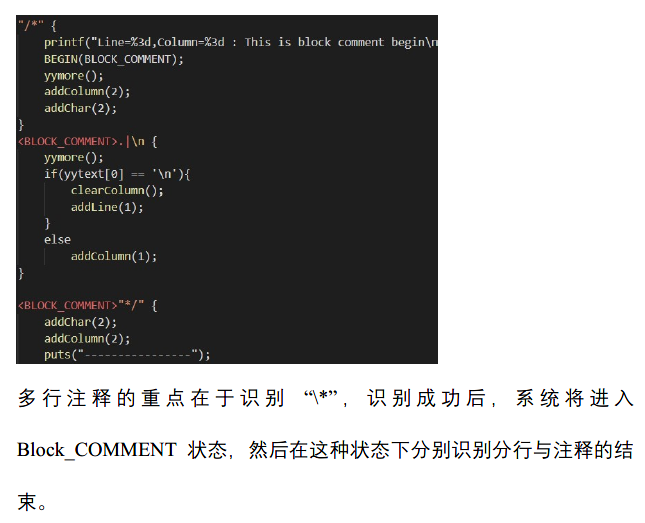 "/*" {
    printf("Line=%3d,Column=%3d : This is block comment begin\n
    BEGIN(BLOCK_COMMENT);
    yymore();
    addColumn(2);
    addChar(2);
}
<BLOCK_COMMENT>.|\n {
    yymore();
    if(yytext[0] == '\n'){
        clearColumn();
        addLine(1);
    }
    else
        addColumn(1);
}

<BLOCK_COMMENT>"*/" {
    addChar(2);
    addColumn(2);
    puts("----------------");
多行注释的重点在于识别 “\*”，识别成功后，系统将进入
Block_COMMENT 状态，然后在这种状态下分别识别分行与注释的结
束。